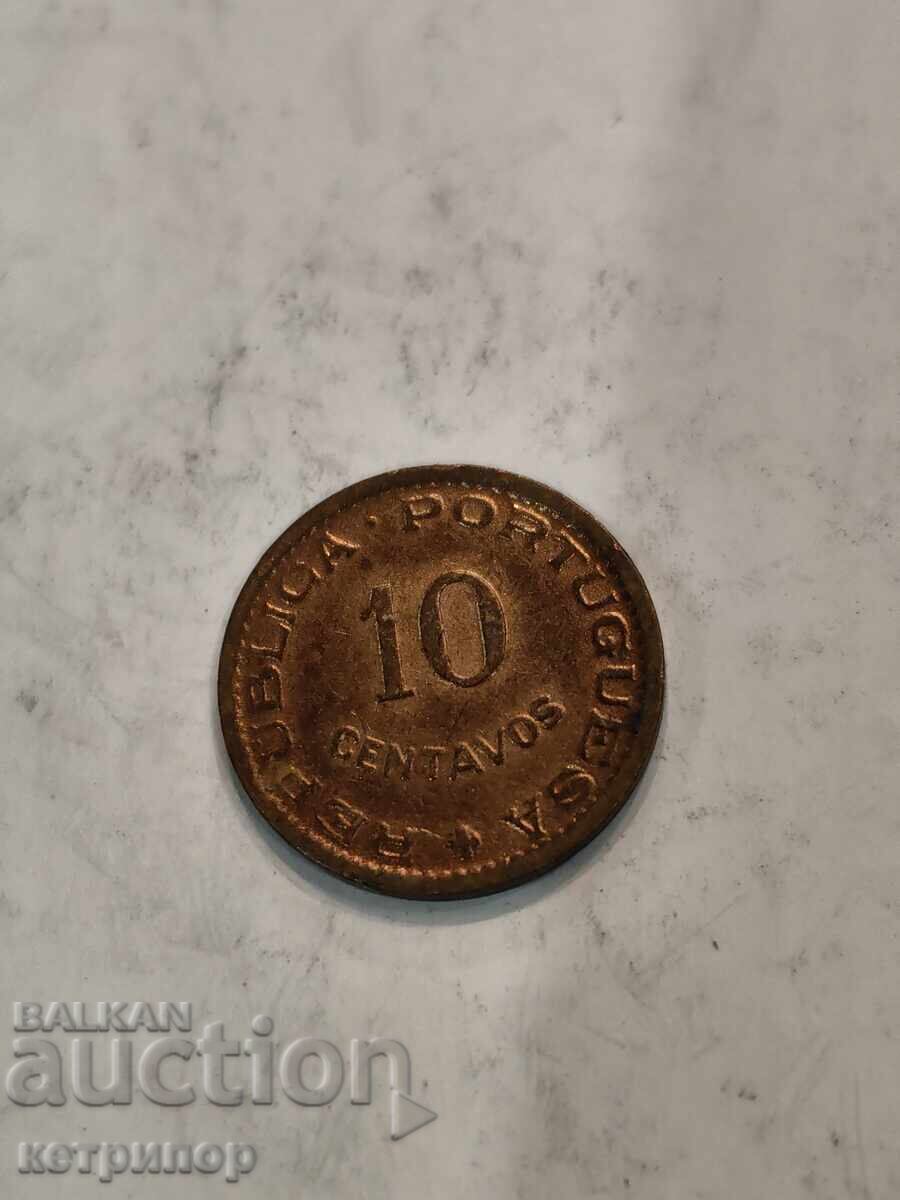 REPUBLICA · PORTUGUESA
10
CENTAVOS
BALKAN
auction
кетрипор